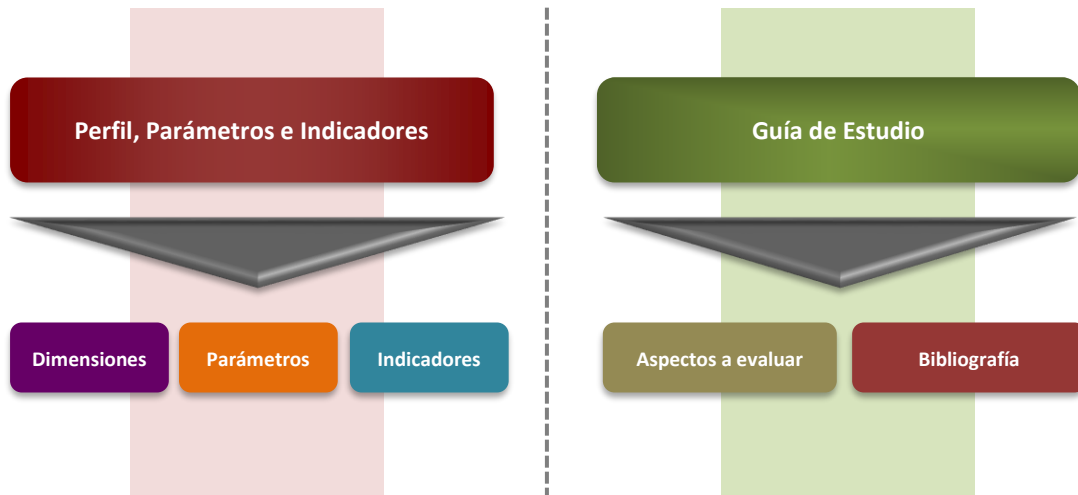 Perfil, Parámetros e Indicadores
Guía de Estudio
Dimensiones
Parámetros
Indicadores
Aspectos a evaluar
Bibliografía